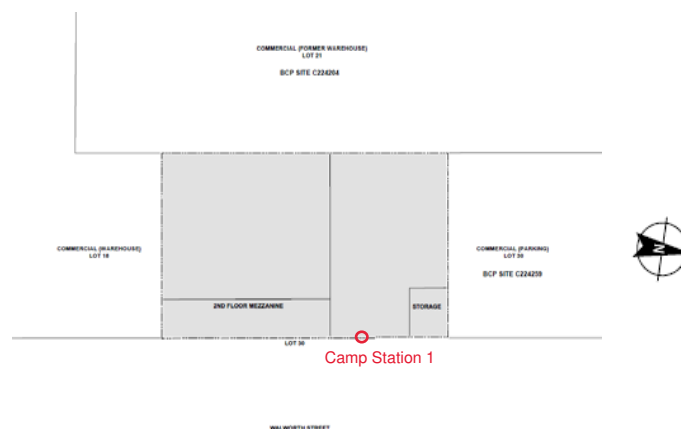 COMMERCIAL (FORMER WAREHOUSE)
LOT 21
BCP SITE C224204
COMMERCIAL (WAREHOUSE)
LOT 18
COMMERCIAL (PARKING)
LOT 38
BCP SITE C224259
N
2ND FLOOR MEZZANINE
STORAGE
LOT 30
Camp Station 1
WALWORTH STREET